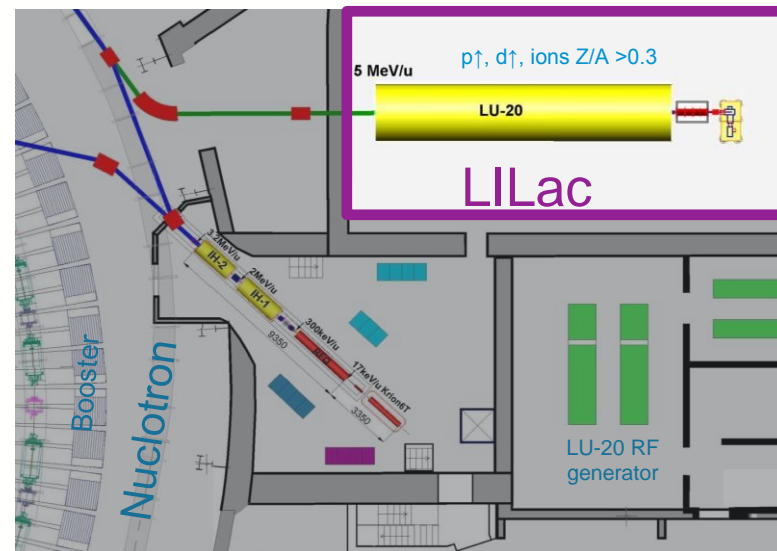 p↑, d↑, ions Z/A >0.3
5 MeV/u
LU-20
LILac
3.2MeV/u
IH-2
2MeV/u
IH-1
300keV/u
RFQ
9350
17keV/u Krion6T
3350
Booster
Nuclotron
LU-20 RF
generator